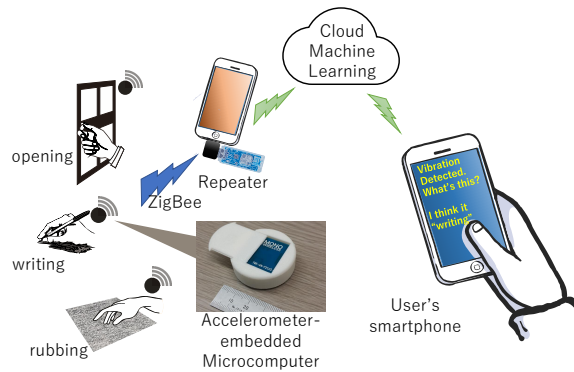 Cloud
Machine
Learning
opening
Repeater
ZigBee
writing
rubbing
MONO
Accelerometer-
embedded
Microcomputer
Vibration
Detected.
What's this?
I think it
"writing"
User's
smartphone